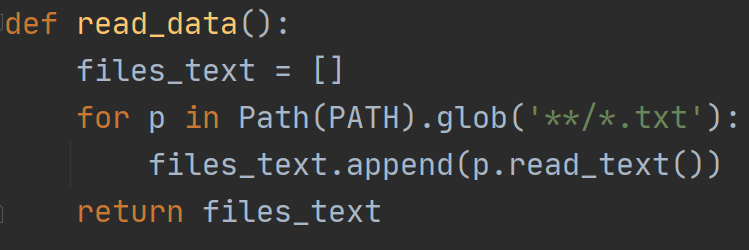 def read_data():
    files_text = []
    for p in Path(PATH).glob('**/*.txt'):
        files_text.append(p.read_text())
    return files_text